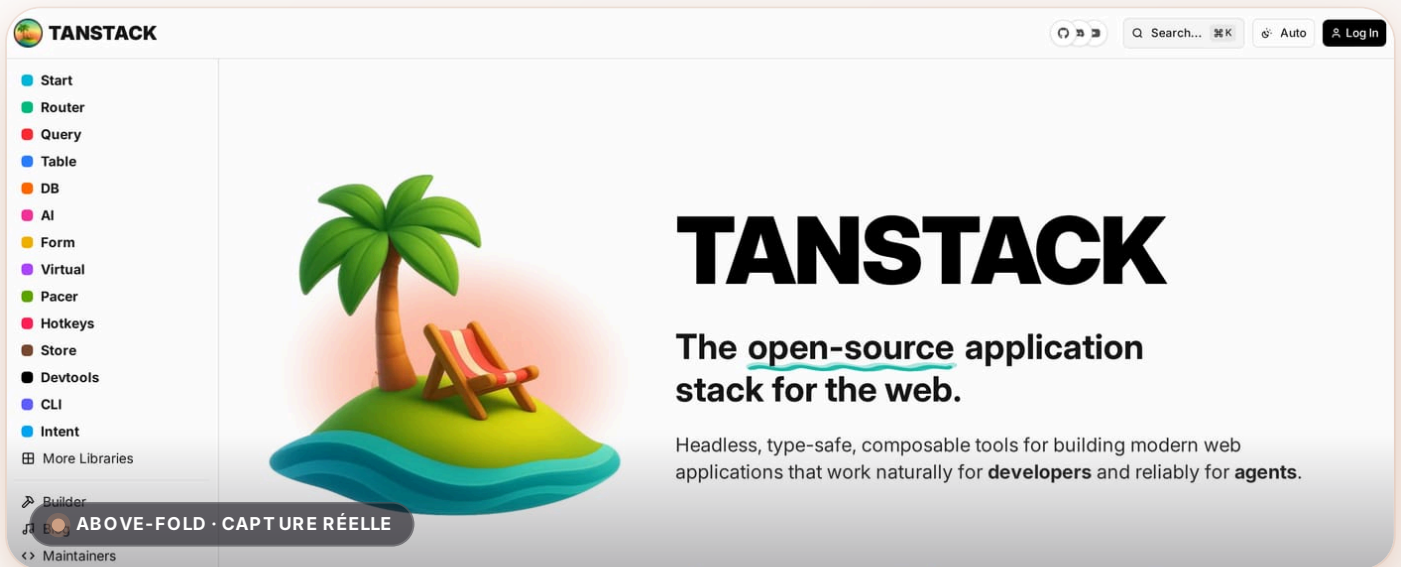 TANSTACK
Search... ⌘K
Auto
Log In
Start
Router
Query
Table
DB
AI
Form
Virtual
Pacer
Hotkeys
Store
Devtools
CLI
Intent
More Libraries
Builder
Maintainers
TANSTACK
The open-source application
stack for the web.
Headless, type-safe, composable tools for building modern web
applications that work naturally for developers and reliably for agents.
ABOVE-FOLD · CAPTURE RÉELLE